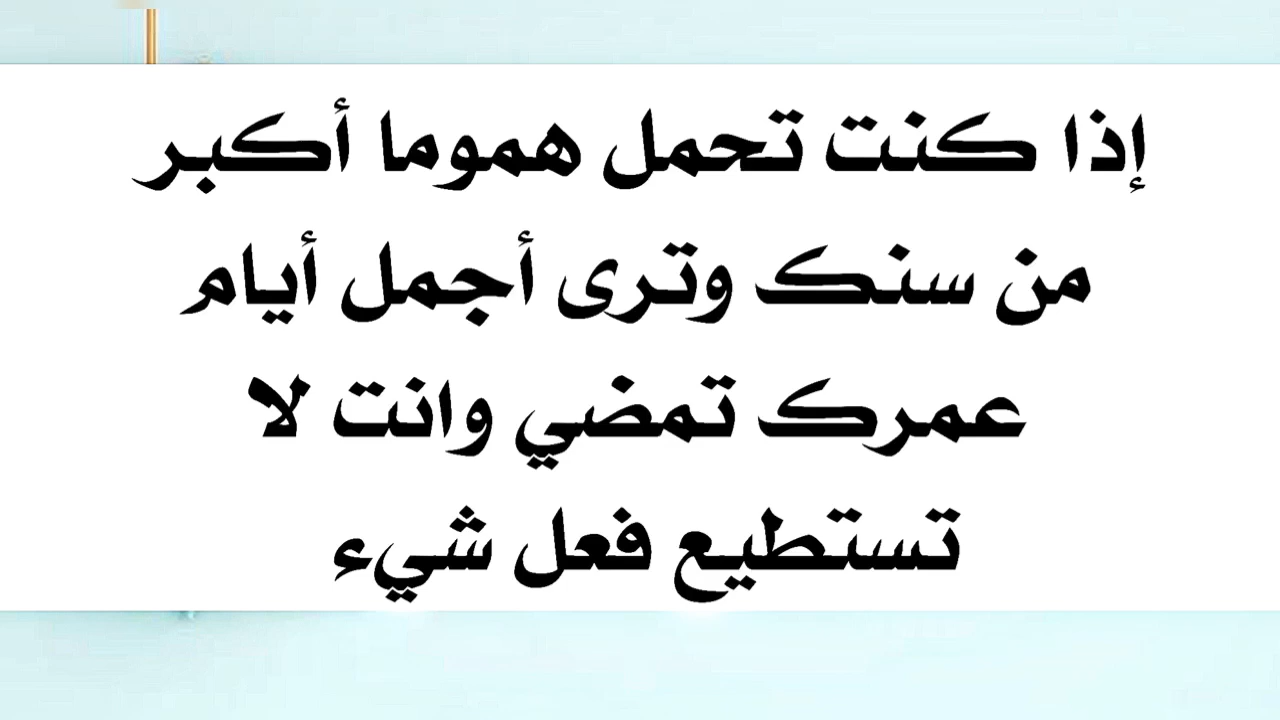 إذا كنت تحمل هموما أكبر
من سنك وترى أجمل أيام
عمرك تمضي وانت لا
تستطيع فعل شيء